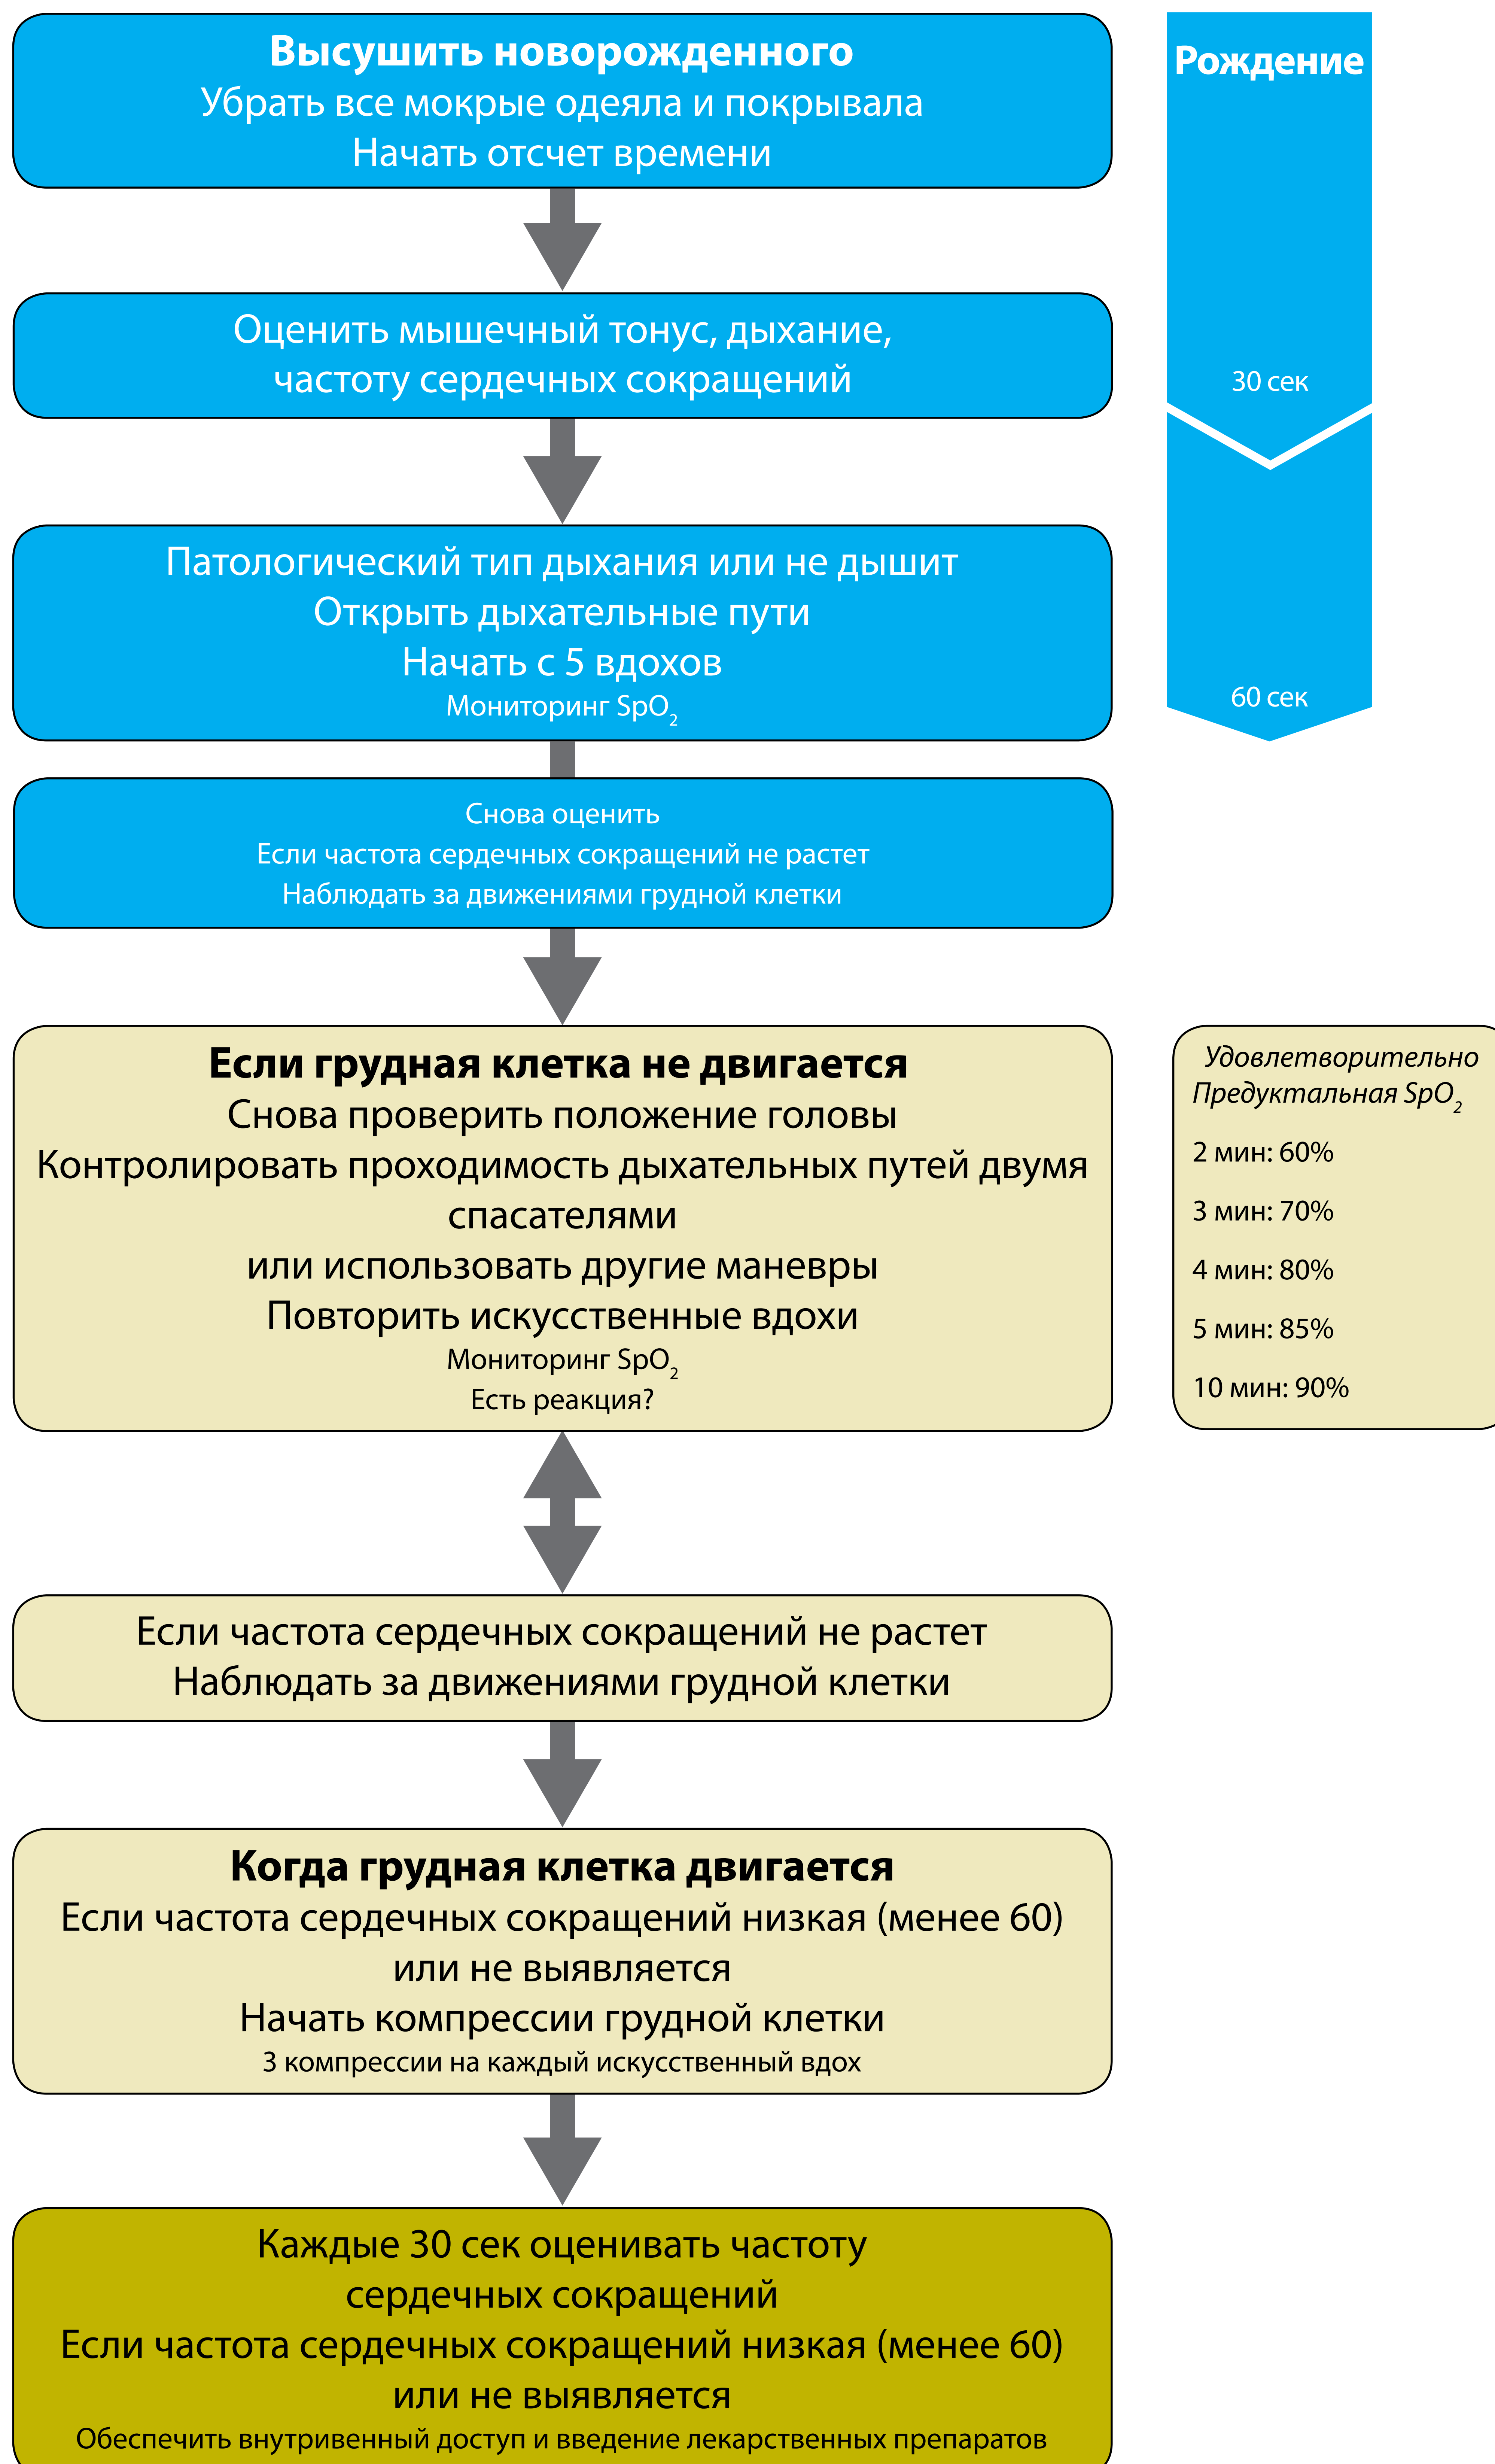 Высушить новорожденного
Убрать все мокрые одеяла и покрывала
Начать отсчет времени
Рождение
Оценить мышечный тонус, дыхание,
частоту сердечных сокращений
30 сек
Патологический тип дыхания или не дышит
Открыть дыхательные пути
Начать с 5 вдохов
Мониторинг SpO₂
60 сек
Снова оценить
Если частота сердечных сокращений не растет
Наблюдать за движениями грудной клетки
Если грудная клетка не двигается
Снова проверить положение головы
Контролировать проходимость дыхательных путей двумя
спасателями
или использовать другие маневры
Повторить искусственные вдохи
Мониторинг SpO₂
Есть реакция?
Удовлетворительно
Предуктальная SpO₂
2 мин: 60%
3 мин: 70%
4 мин: 80%
5 мин: 85%
10 мин: 90%
Если частота сердечных сокращений не растет
Наблюдать за движениями грудной клетки
Когда грудная клетка двигается
Если частота сердечных сокращений низкая (менее 60)
или не выявляется
Начать компрессии грудной клетки
3 компрессии на каждый искусственный вдох
Каждые 30 сек оценивать частоту
сердечных сокращений
Если частота сердечных сокращений низкая (менее 60)
или не выявляется
Обеспечить внутривенный доступ и введение лекарственных препаратов